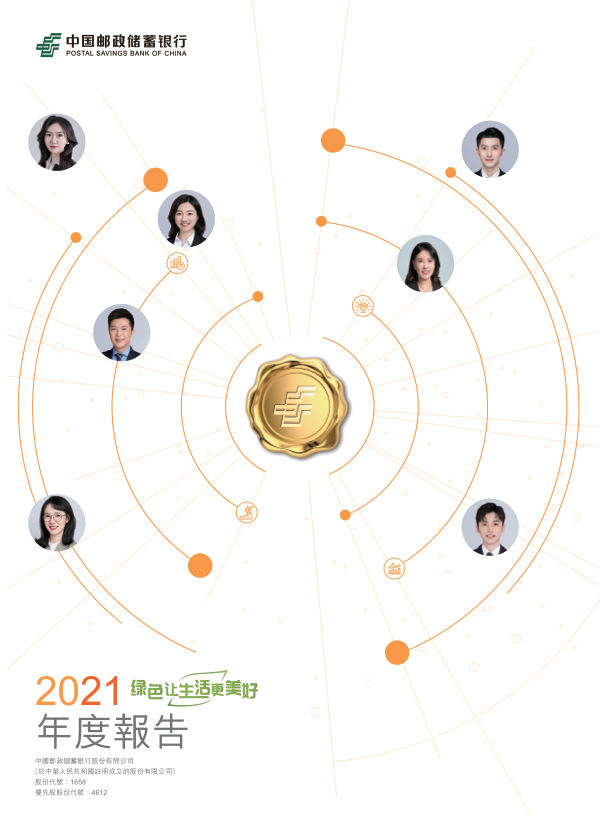 中国邮政储蓄银行
POSTAL SAVINGS BANK OF CHINA
2021 绿色让生活更美好
年度報告
中國郵政儲蓄銀行股份有限公司
(於中華人民共和國註冊成立的股份有限公司)
股份代號：1658
優先股股份代號：4612